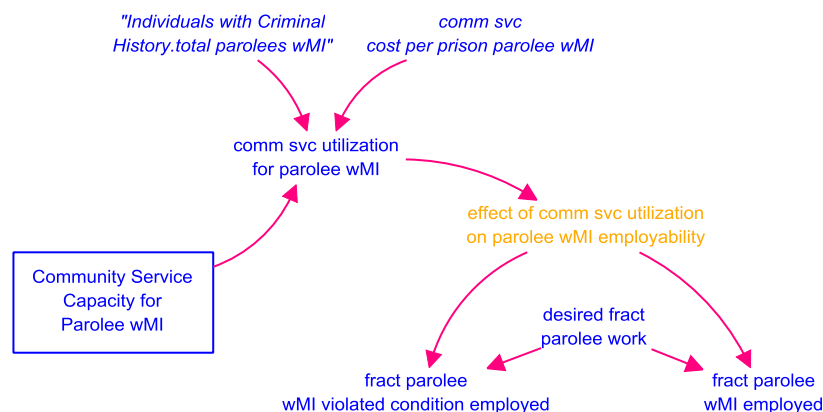 "Individuals with Criminal
History.total parolees wMI"
comm svc
cost per prison parolee wMI
comm svc utilization
for parolee wMI
effect of comm svc utilization
on parolee wMI employability
Community Service
Capacity for
Parolee wMI
desired fract
parolee work
fract parolee
wMI violated condition employed
fract parolee
wMI employed